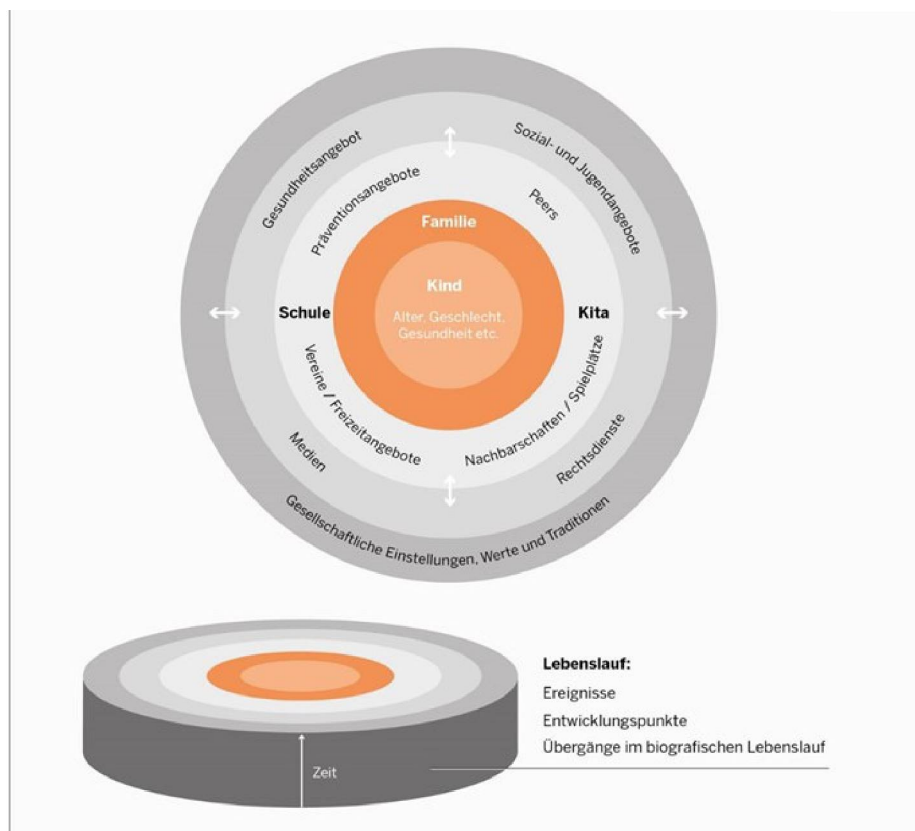 Gesundheitsangebot
Sozial- und Jugendangebote
Präventionsangebote
Peers
Familie
Kind
Alter, Geschlecht,
Gesundheit etc.
Schule
Kita
Vereine / Freizeitangebote
Nachbarschaften / Spielplätze
Medien
Rechtsdienste
Gesellschaftliche Einstellungen, Werte und Traditionen
Lebenslauf:
Ereignisse
Entwicklungspunkte
Übergänge im biografischen Lebenslauf
Zeit